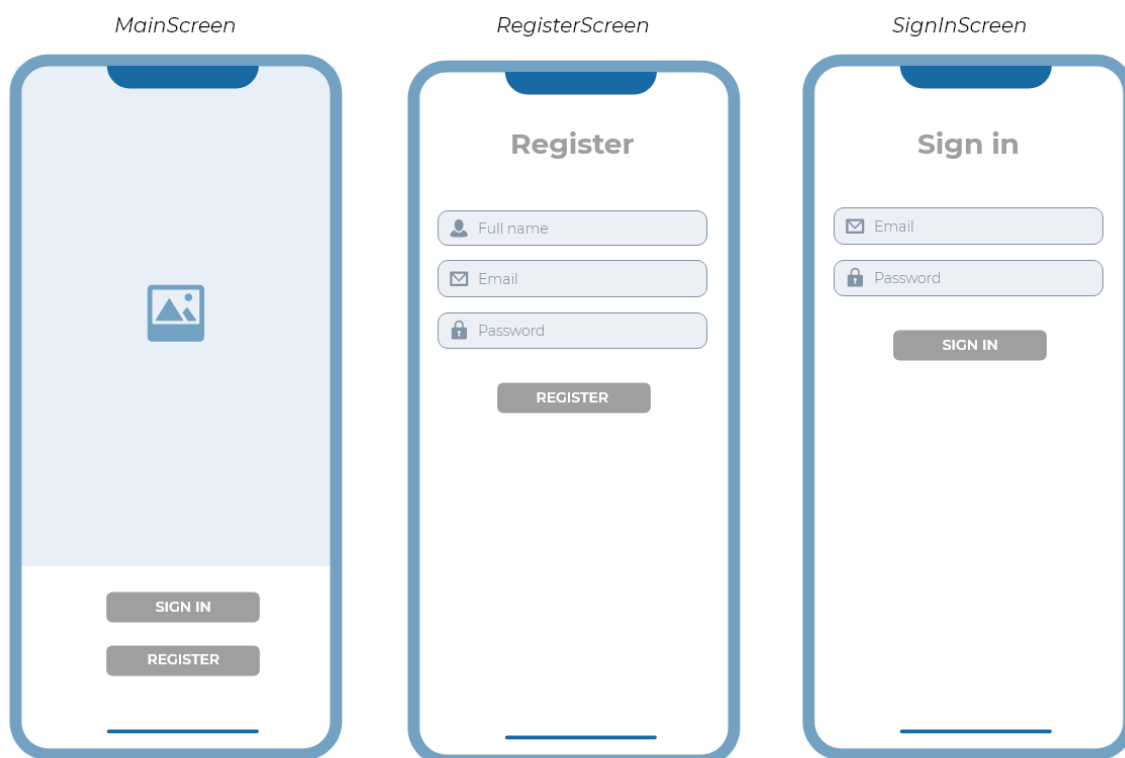 MainScreen
SIGN IN
REGISTER
RegisterScreen
Register
Full name
Email
Password
REGISTER
SignInScreen
Sign in
Email
Password
SIGN IN